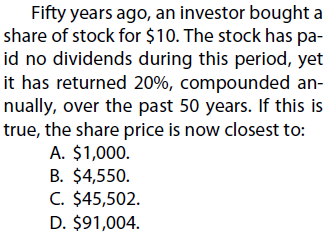 Fifty years ago, an investor bought a
share of stock for $10. The stock has pa-
id no dividends during this period, yet
it has returned 20%, compounded an-
nually, over the past 50 years. If this is
true, the share price is now closest to:
A. $1,000.
B. $4,550.
C. $45,502.
D. $91,004.